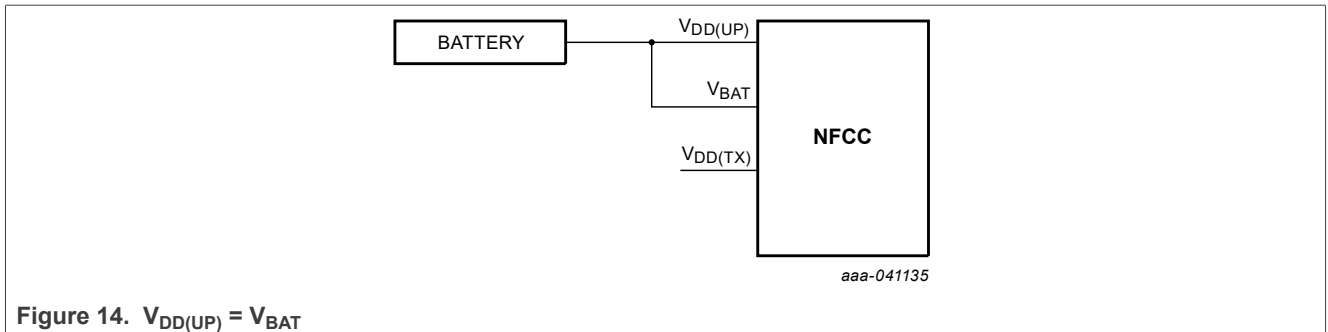 BATTERY
VDD(UP)
VBAT
VDD(TX)
NFCC
aaa-041135
Figure 14. VDD(UP) = VBAT